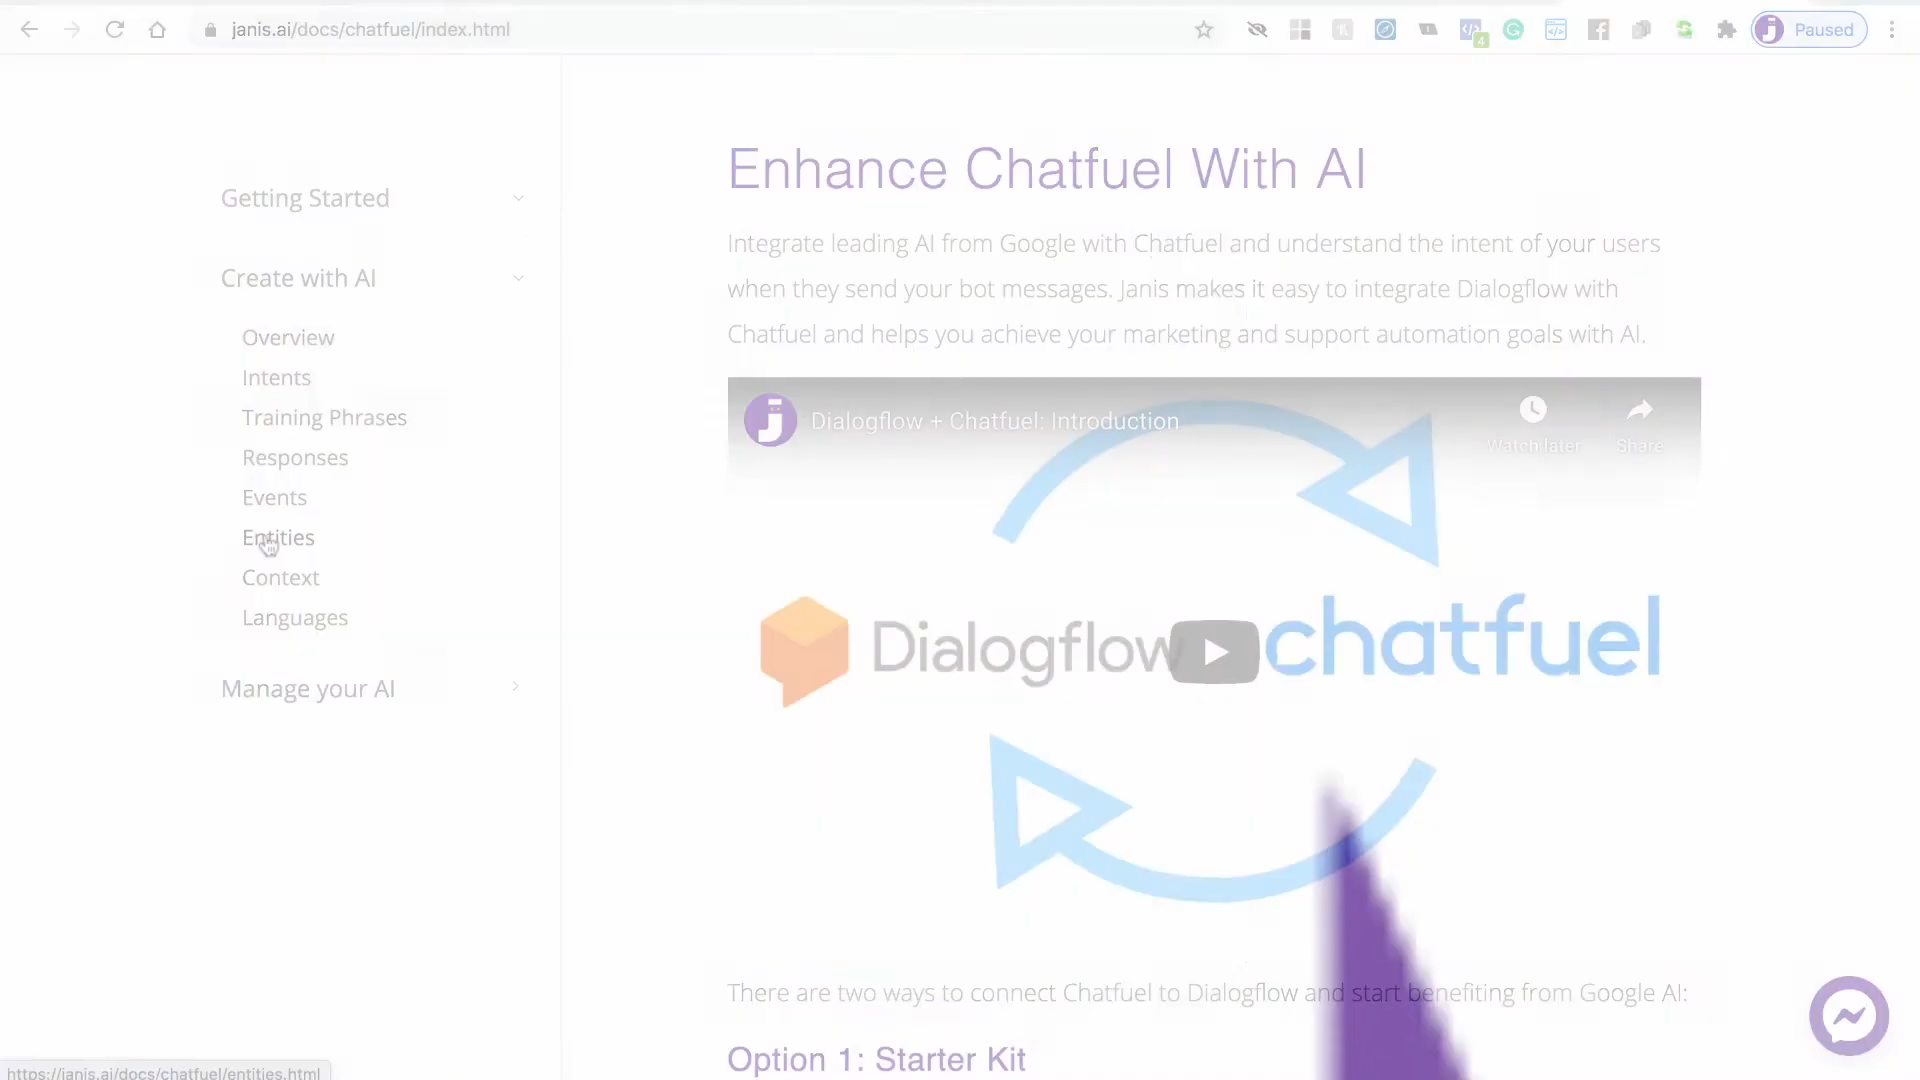 janis.ai/docs/chatfuel/index.html
4
Paused
Getting Started
Create with AI
Overview
Intents
Training Phrases
Responses
Events
Entities
Context
Languages
Manage your AI
Enhance Chatfuel With AI
Integrate leading AI from Google with Chatfuel and understand the intent of your users
when they send your bot messages. Janis makes it easy to integrate Dialogflow with
Chatfuel and helps you achieve your marketing and support automation goals with AI.
Dialogflow + Chatfuel: Introduction
Watch later
Share
Dialogflow
chatfuel
There are two ways to connect Chatfuel to Dialogflow and start benefiting from Google AI:
Option 1: Starter Kit
https://janis.ai/docs/chatfuel/entities.html